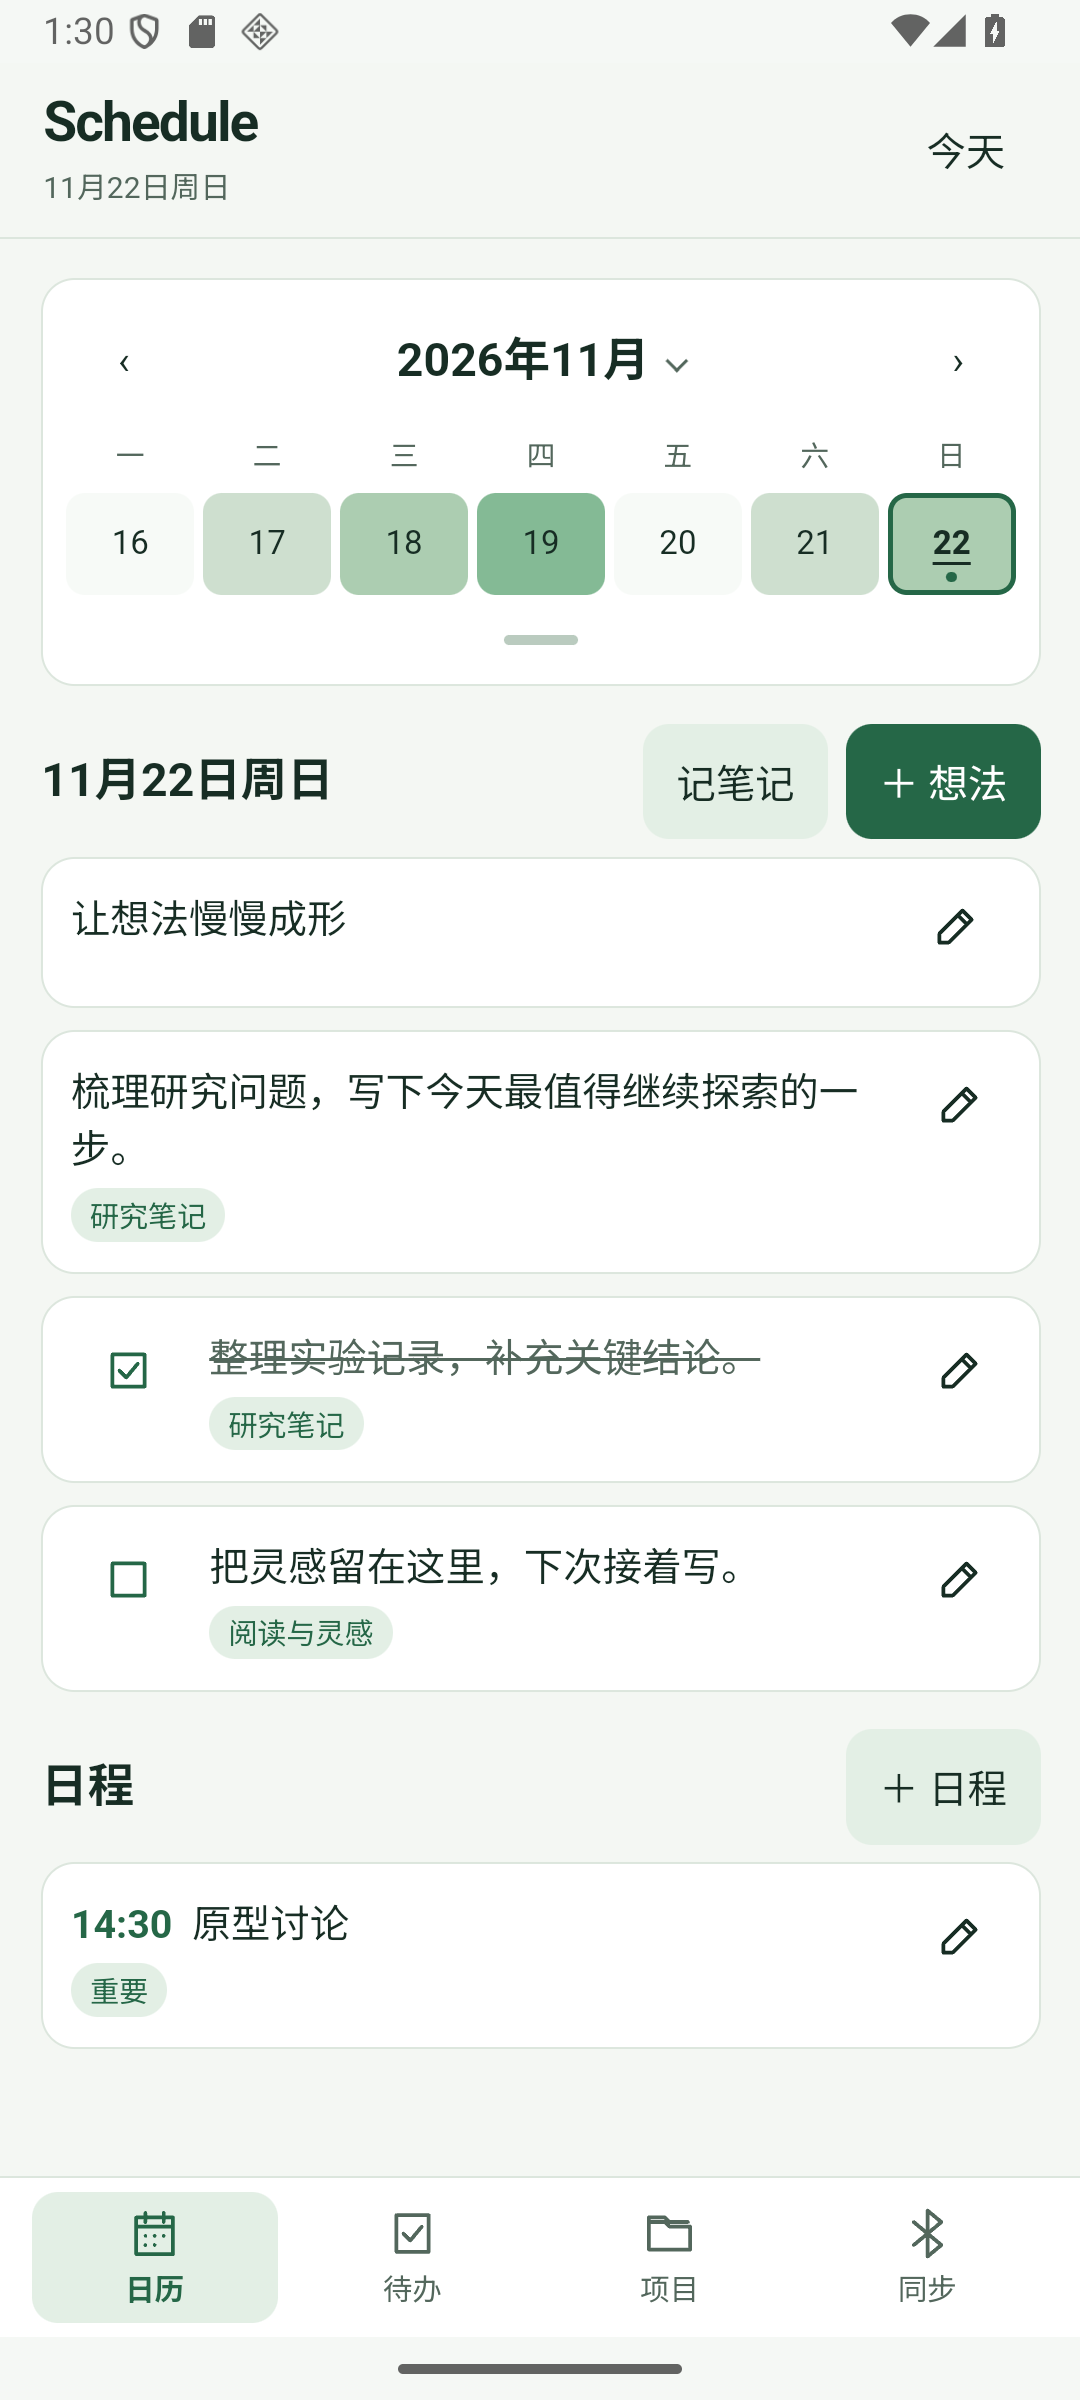 1:30
Schedule
11月22日周日
今天
‹ 2026年11月 ›
一 二 三 四 五 六 日
16 17 18 19 20 21 22
11月22日周日
记笔记
＋ 想法
让想法慢慢成形
梳理研究问题，写下今天最值得继续探索的一
步。
研究笔记
整理实验记录，补充关键结论。
研究笔记
把灵感留在这里，下次接着写。
阅读与灵感
日程
＋ 日程
14:30 原型讨论
重要
日历 待办 项目 同步